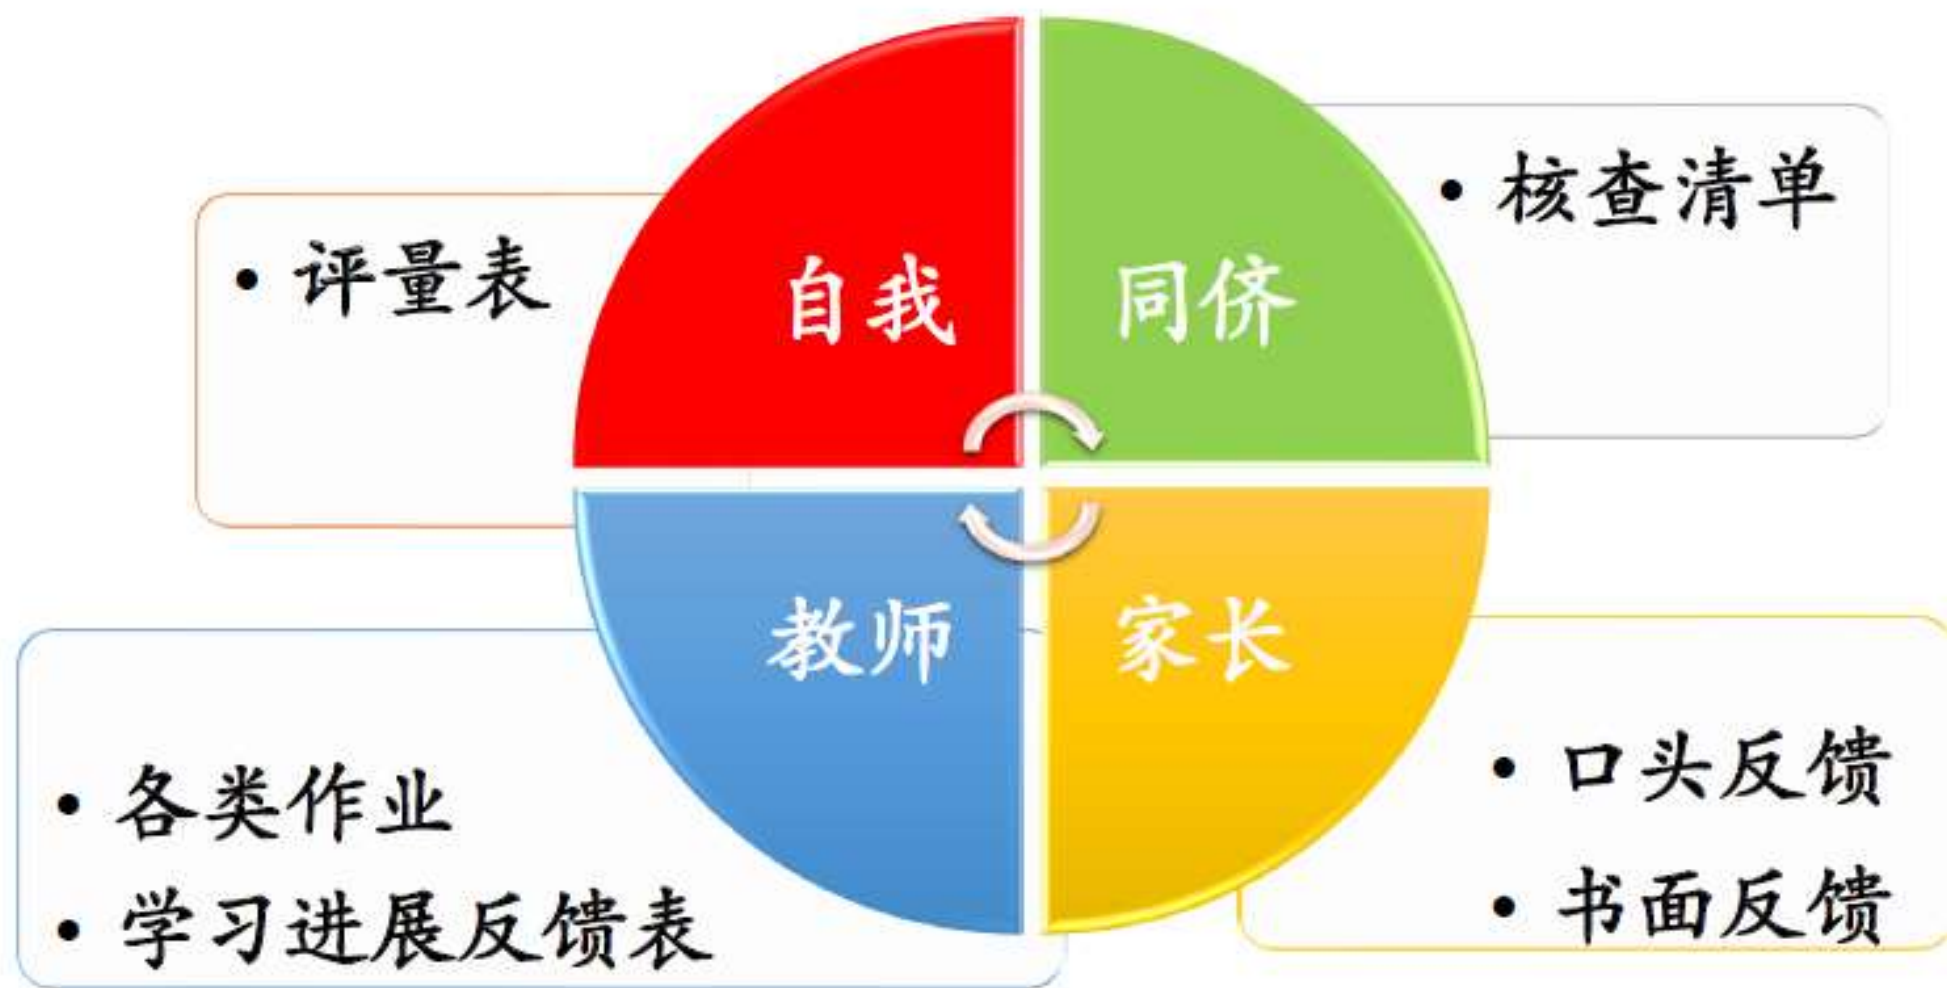 • 评量表
自我
同侪
• 核查清单
教师
• 各类作业
• 学习进展反馈表
家长
• 口头反馈
• 书面反馈